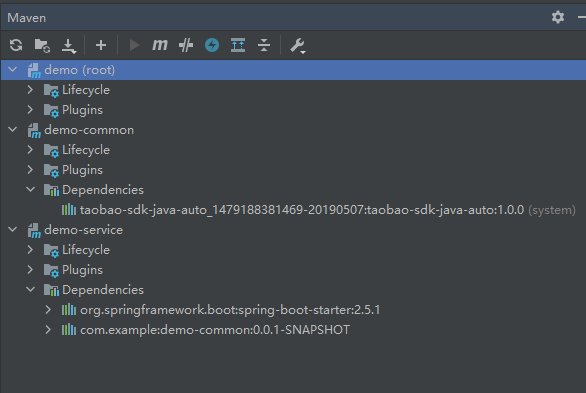 Maven
demo (root)
Lifecycle
Plugins
demo-common
Lifecycle
Plugins
Dependencies
taobao-sdk-java-auto_1479188381469-20190507:taobao-sdk-java-auto:1.0.0 (system)
demo-service
Lifecycle
Plugins
Dependencies
org.springframework.boot:spring-boot-starter:2.5.1
com.example:demo-common:0.0.1-SNAPSHOT